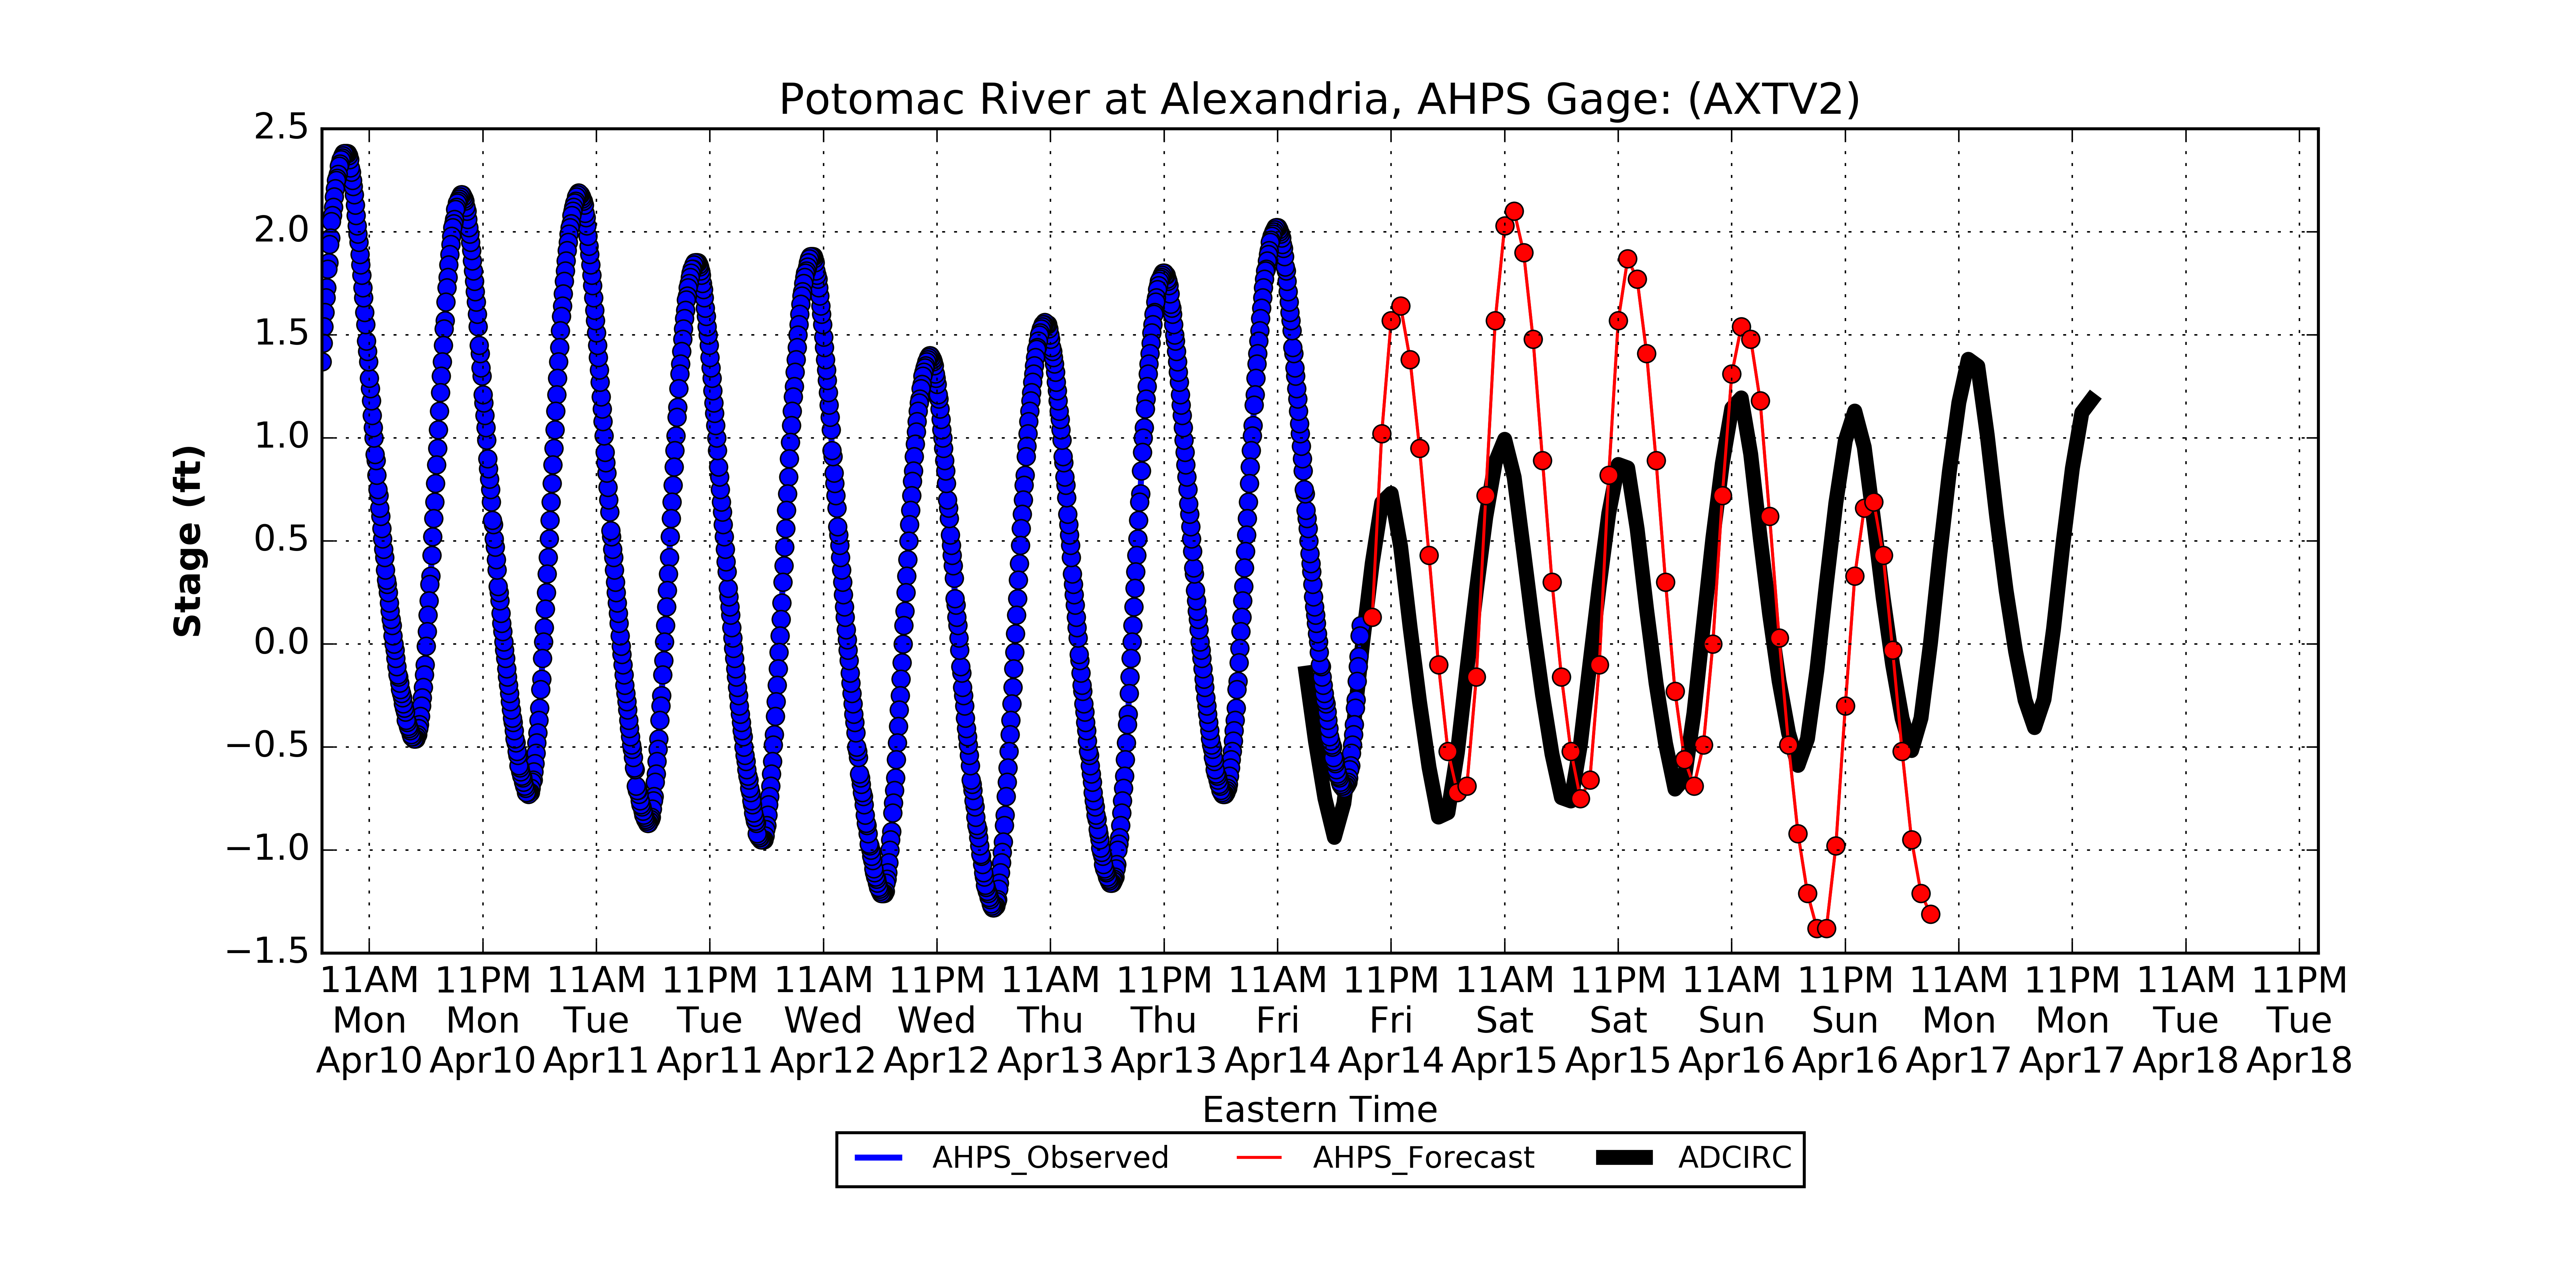 Potomac River at Alexandria, AHPS Gage: (AXTV2)
Stage (ft)
2.5
2.0
1.5
1.0
0.5
0.0
−0.5
−1.0
−1.5
11AM 11PM 11AM 11PM 11AM 11PM 11AM 11PM 11AM 11PM 11AM 11PM 11AM 11PM 11AM 11PM 11AM 11PM
Mon Mon Tue Tue Wed Wed Thu Thu Fri Fri Sat Sat Sun Sun Mon Mon Tue Tue
Apr10 Apr10 Apr11 Apr11 Apr12 Apr12 Apr13 Apr13 Apr14 Apr14 Apr15 Apr15 Apr16 Apr16 Apr17 Apr17 Apr18 Apr18
Eastern Time
AHPS_Observed AHPS_Forecast ADCIRC